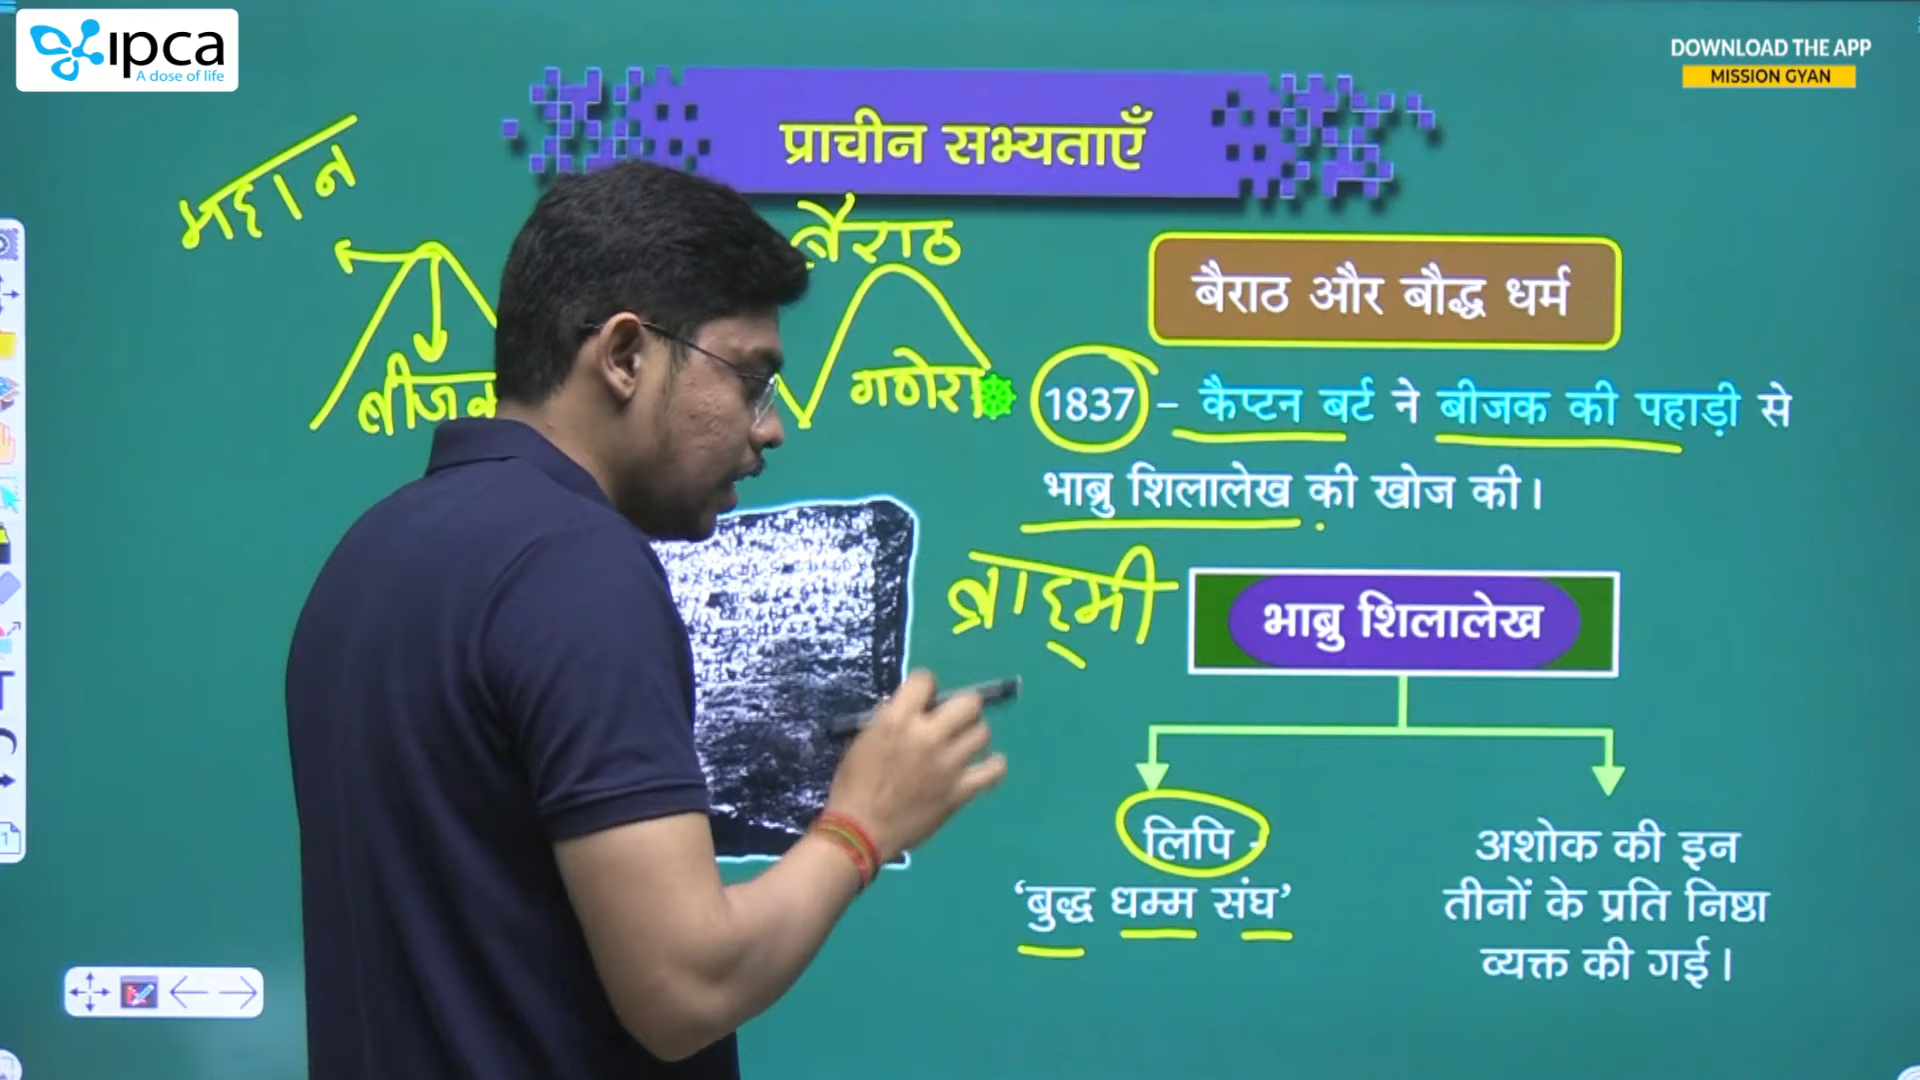 ipca
A dose of life
DOWNLOAD THE APP
MISSION GYAN
प्राचीन सभ्यताएँ
महान
बैराठ
बीजक
गणेश
बैराठ और बौद्ध धर्म
1837 – कैप्टन बर्ट ने बीजक की पहाड़ी से
भाब्रु शिलालेख की खोज की।
ब्राह्मी
भाब्रु शिलालेख
लिपि -
‘बुद्ध धम्म संघ’
अशोक की इन
तीनों के प्रति निष्ठा
व्यक्त की गई।